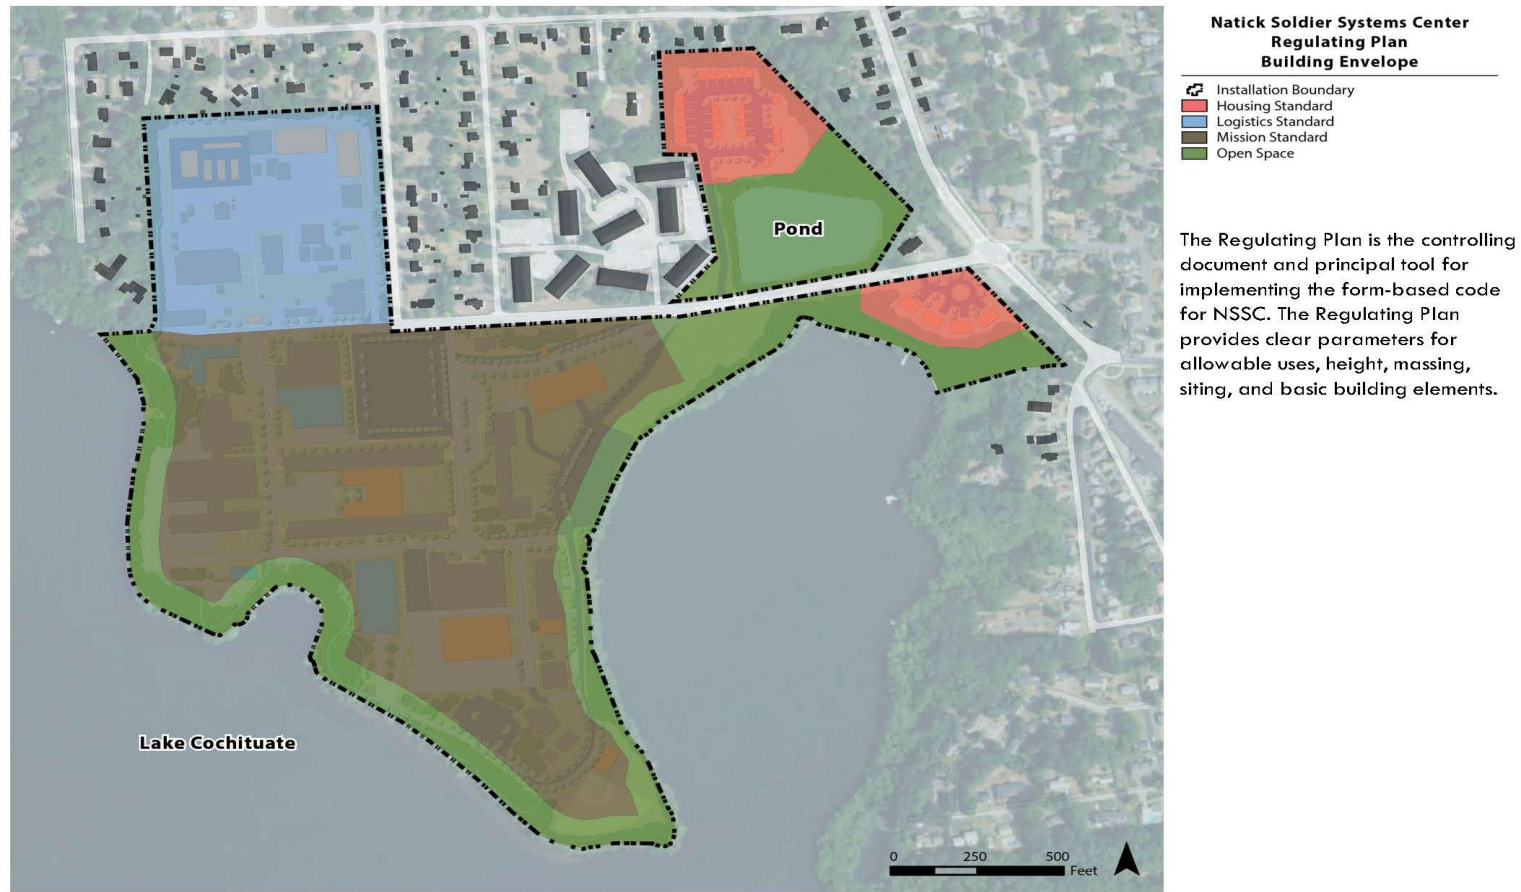 Natick Soldier Systems Center
Regulating Plan
Building Envelope
Installation Boundary
Housing Standard
Logistics Standard
Mission Standard
Open Space
The Regulating Plan is the controlling
document and principal tool for
implementing the form-based code
for NSSC. The Regulating Plan
provides clear parameters for
allowable uses, height, massing,
siting, and basic building elements.
Pond
Lake Cochituate
0 250 500
Feet